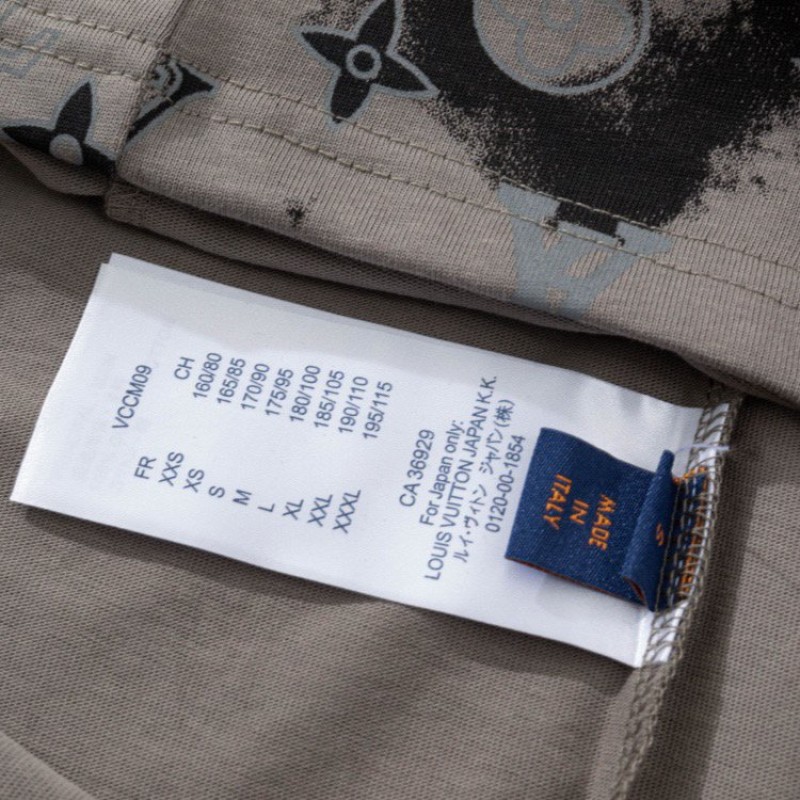 VCCM09
FR CH
XXS 160/80
XS 165/85
S 170/90
M 175/95
L 180/100
XL 185/105
XXL 190/110
XXXL 195/115
CA 36929
For Japan only:
LOUIS VUITTON JAPAN K.K.
ルイ・ヴィトン ジャパン(株)
0120-00-1854
MADE
IN
ITALY
S